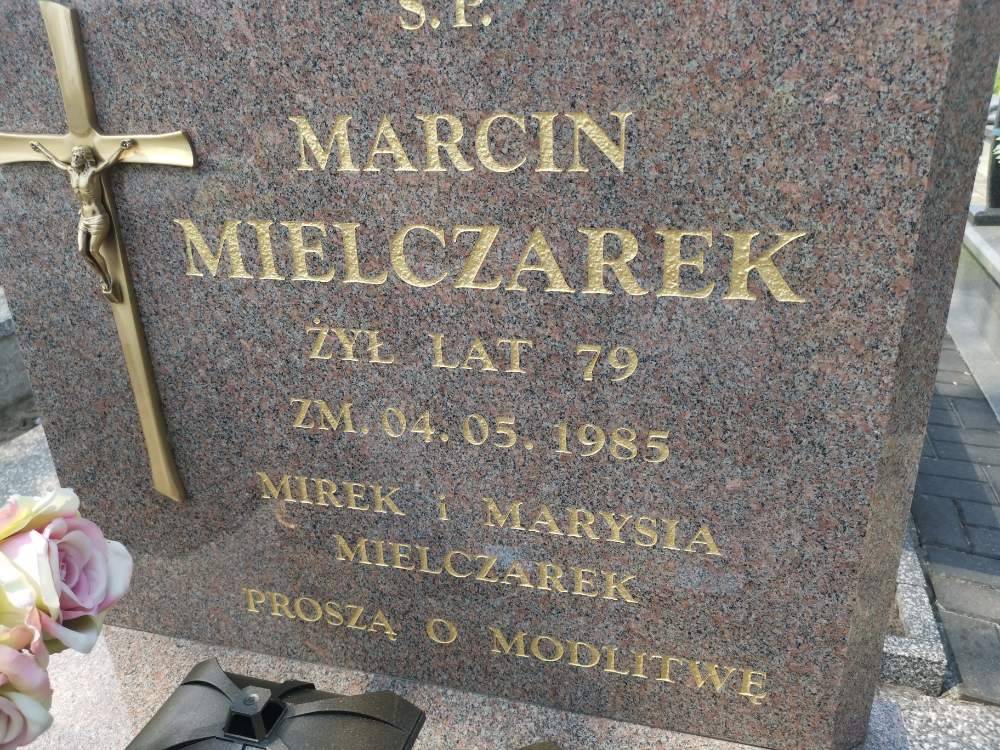 Ś.P.
MARCIN
MIELCZAREK
ŻYŁ LAT 79
ZM. 04.05.1985
MIREK i MARYSIA
MIELCZAREK
PROSZĄ O MODLITWĘ